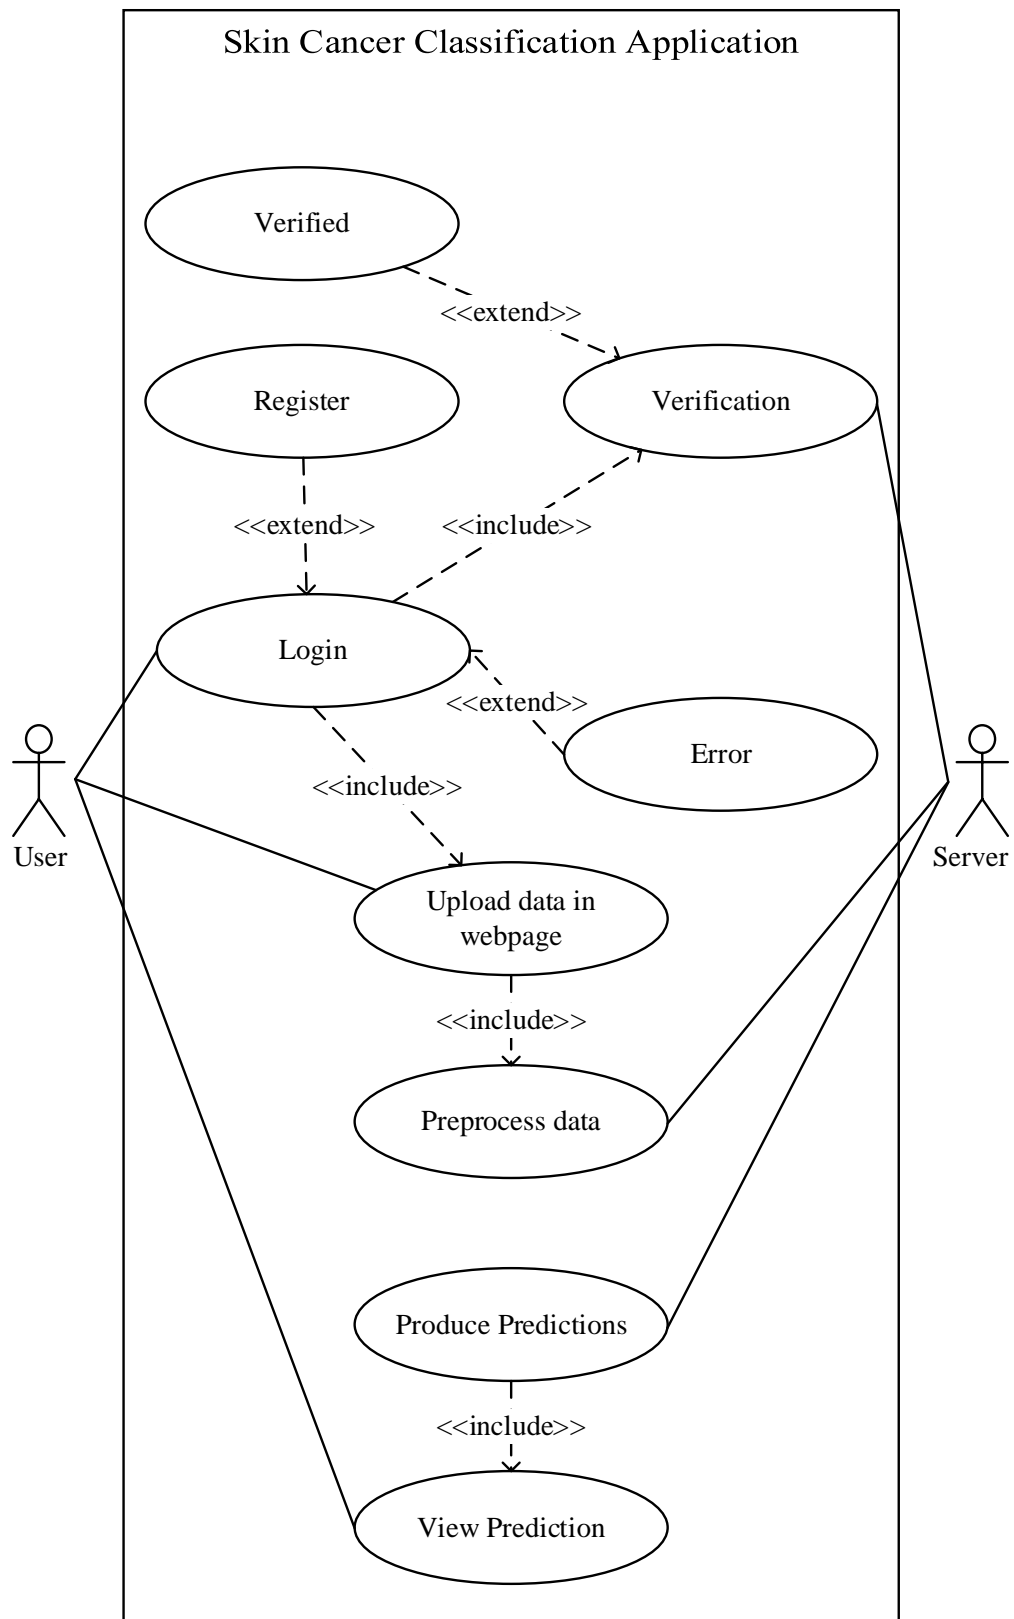 Skin Cancer Classification Application
Verified
<<extend>>
Register
Verification
<<extend>>
<<include>>
Login
<<extend>>
Error
<<include>>
User
Server
Upload data in
webpage
<<include>>
Preprocess data
Produce Predictions
<<include>>
View Prediction